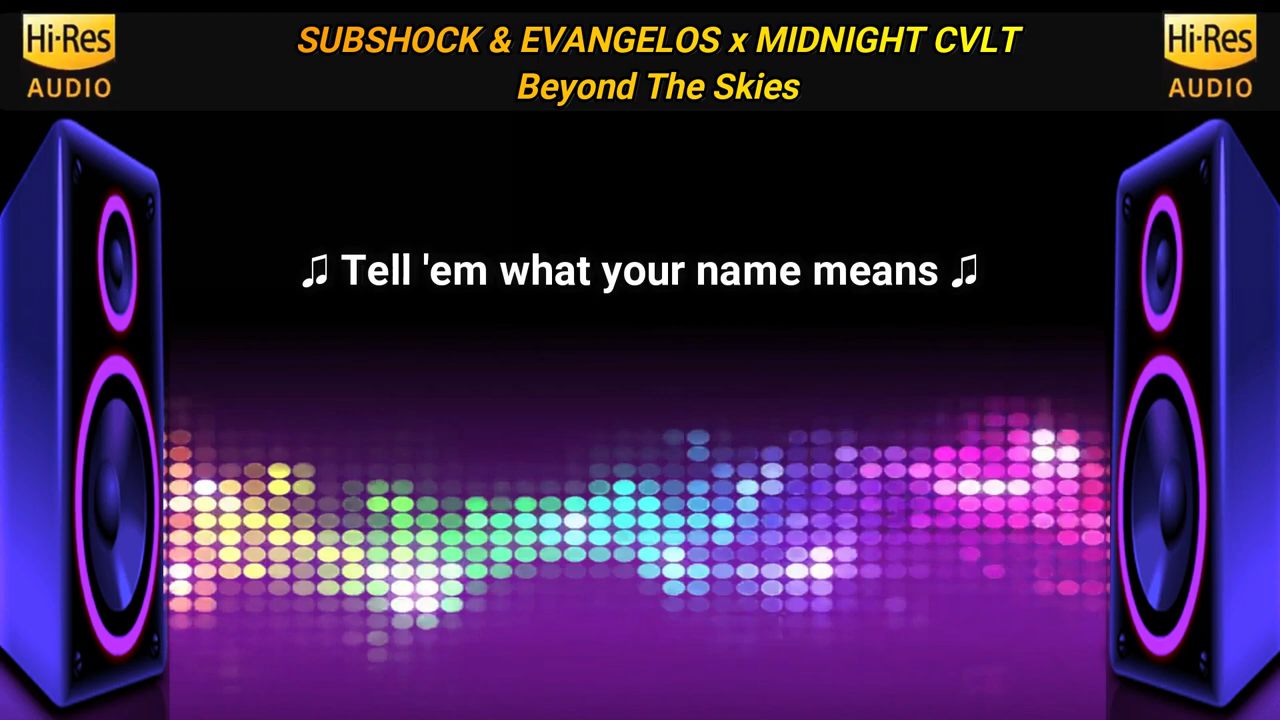 Hi-Res
AUDIO
SUBSHOCK & EVANGELOS x MIDNIGHT CVLT
Beyond The Skies
Hi-Res
AUDIO
♫ Tell 'em what your name means ♫